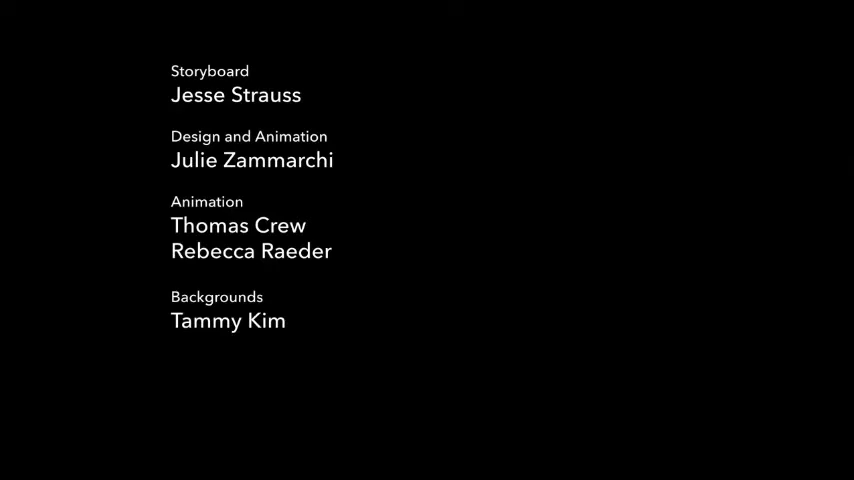 Storyboard
Jesse Strauss
Design and Animation
Julie Zammarchi
Animation
Thomas Crew
Rebecca Raeder
Backgrounds
Tammy Kim